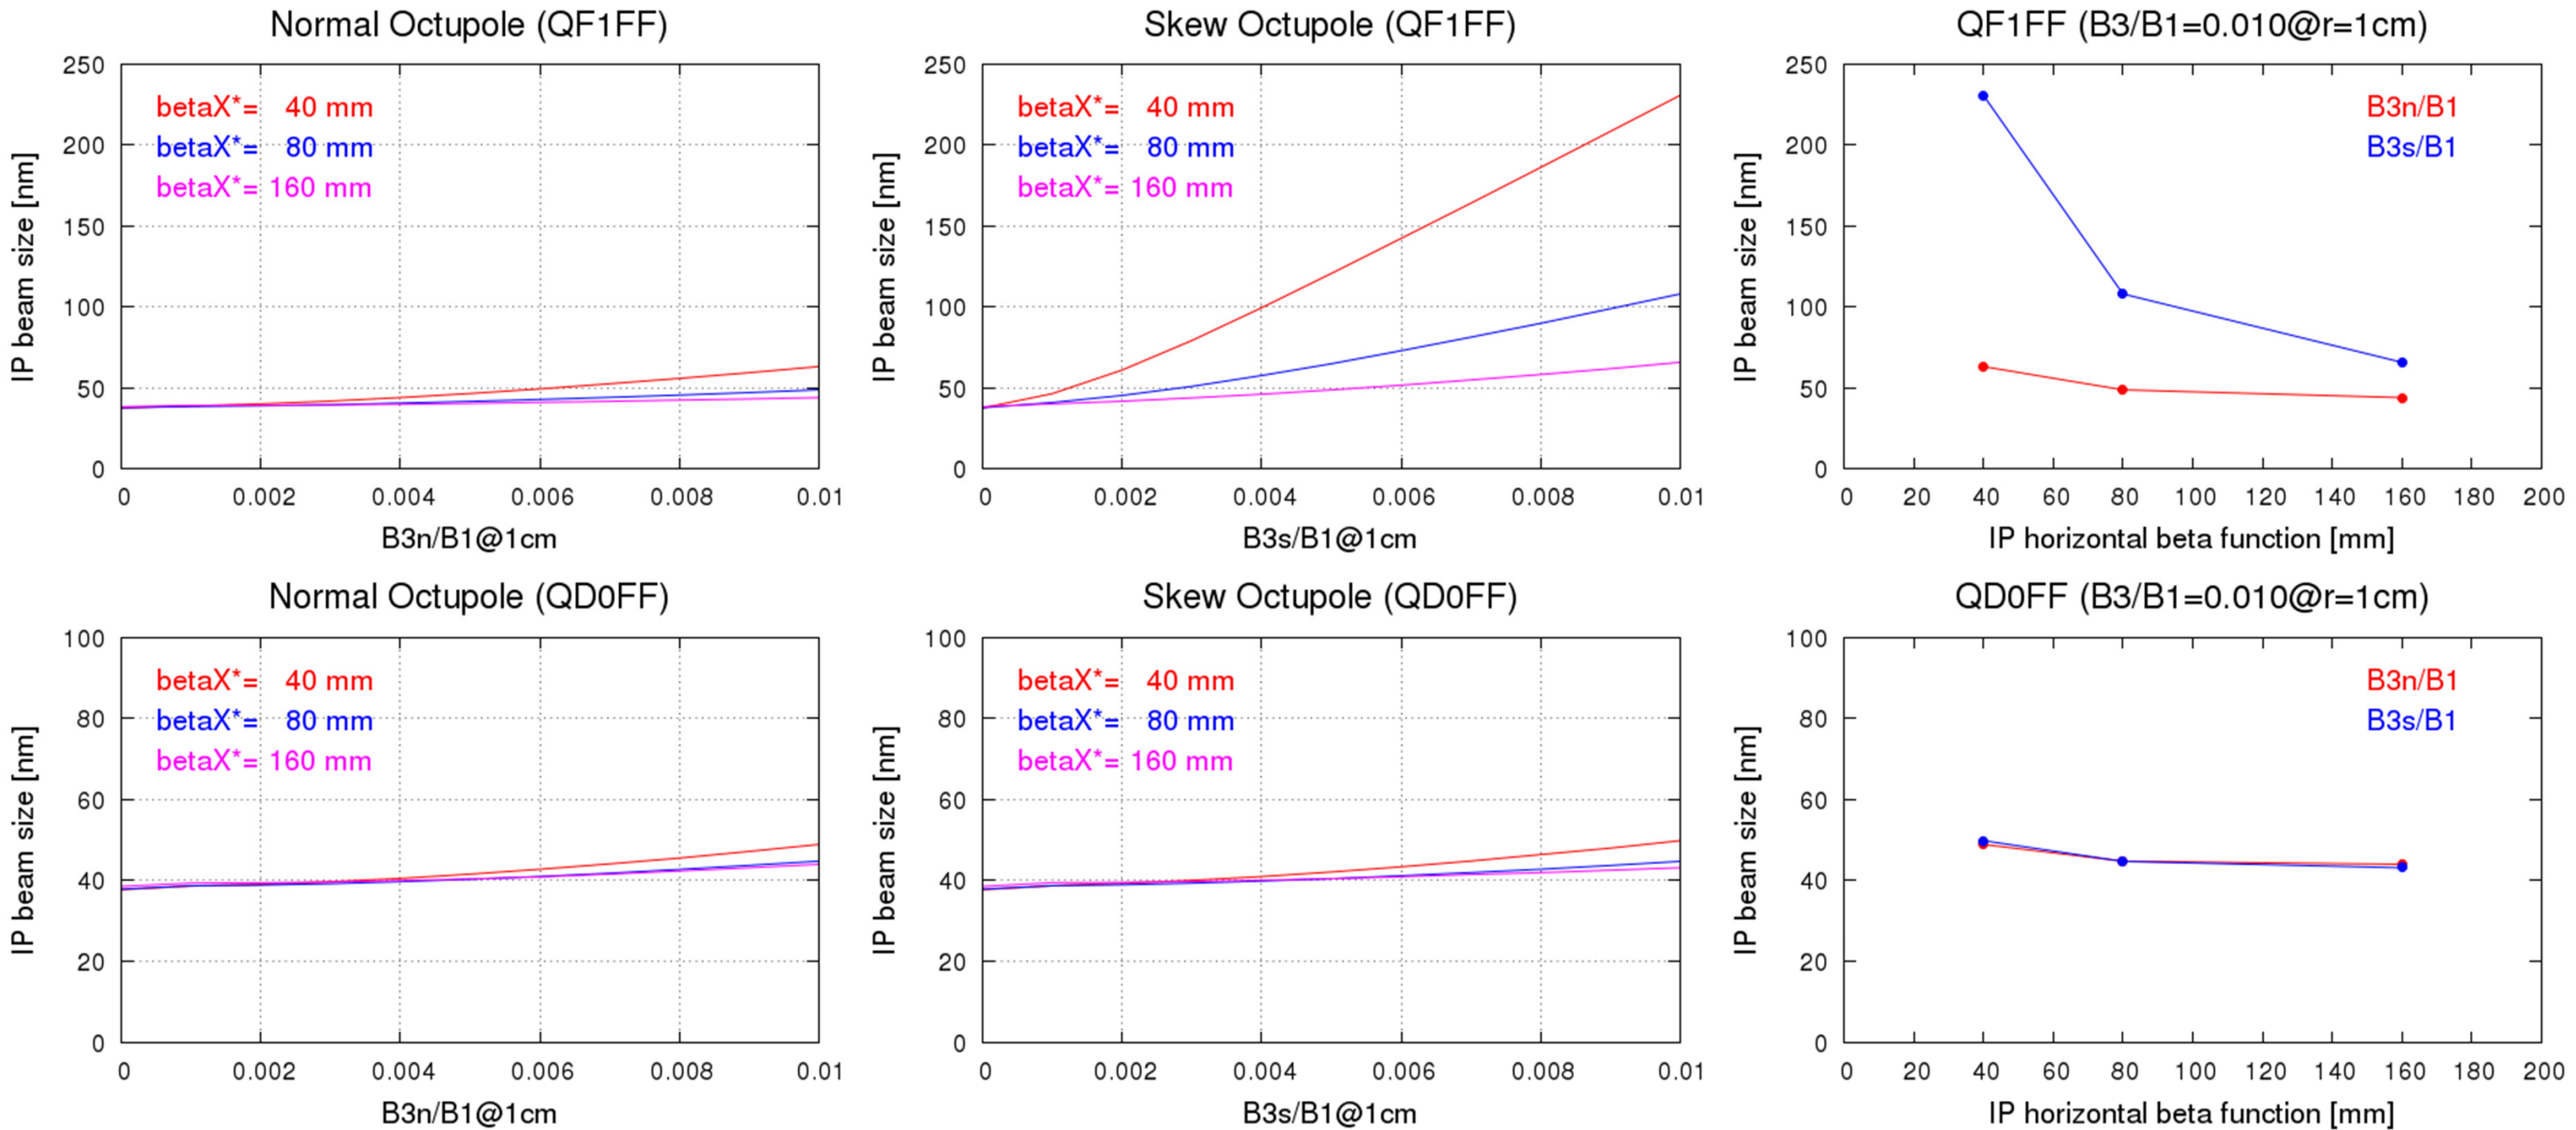 Normal Octupole (QF1FF)
250
200
150
100
50
0
IP beam size [nm]
betaX*= 40 mm
betaX*= 80 mm
betaX*= 160 mm
0 0.002 0.004 0.006 0.008 0.01
B3n/B1@1cm
Skew Octupole (QF1FF)
250
200
150
100
50
0
IP beam size [nm]
betaX*= 40 mm
betaX*= 80 mm
betaX*= 160 mm
0 0.002 0.004 0.006 0.008 0.01
B3s/B1@1cm
QF1FF (B3/B1=0.010@r=1cm)
250
200
150
100
50
0
IP beam size [nm]
B3n/B1
B3s/B1
0 20 40 60 80 100 120 140 160 180 200
IP horizontal beta function [mm]
Normal Octupole (QD0FF)
100
80
60
40
20
0
IP beam size [nm]
betaX*= 40 mm
betaX*= 80 mm
betaX*= 160 mm
0 0.002 0.004 0.006 0.008 0.01
B3n/B1@1cm
Skew Octupole (QD0FF)
100
80
60
40
20
0
IP beam size [nm]
betaX*= 40 mm
betaX*= 80 mm
betaX*= 160 mm
0 0.002 0.004 0.006 0.008 0.01
B3s/B1@1cm
QD0FF (B3/B1=0.010@r=1cm)
100
80
60
40
20
0
IP beam size [nm]
B3n/B1
B3s/B1
0 20 40 60 80 100 120 140 160 180 200
IP horizontal beta function [mm]